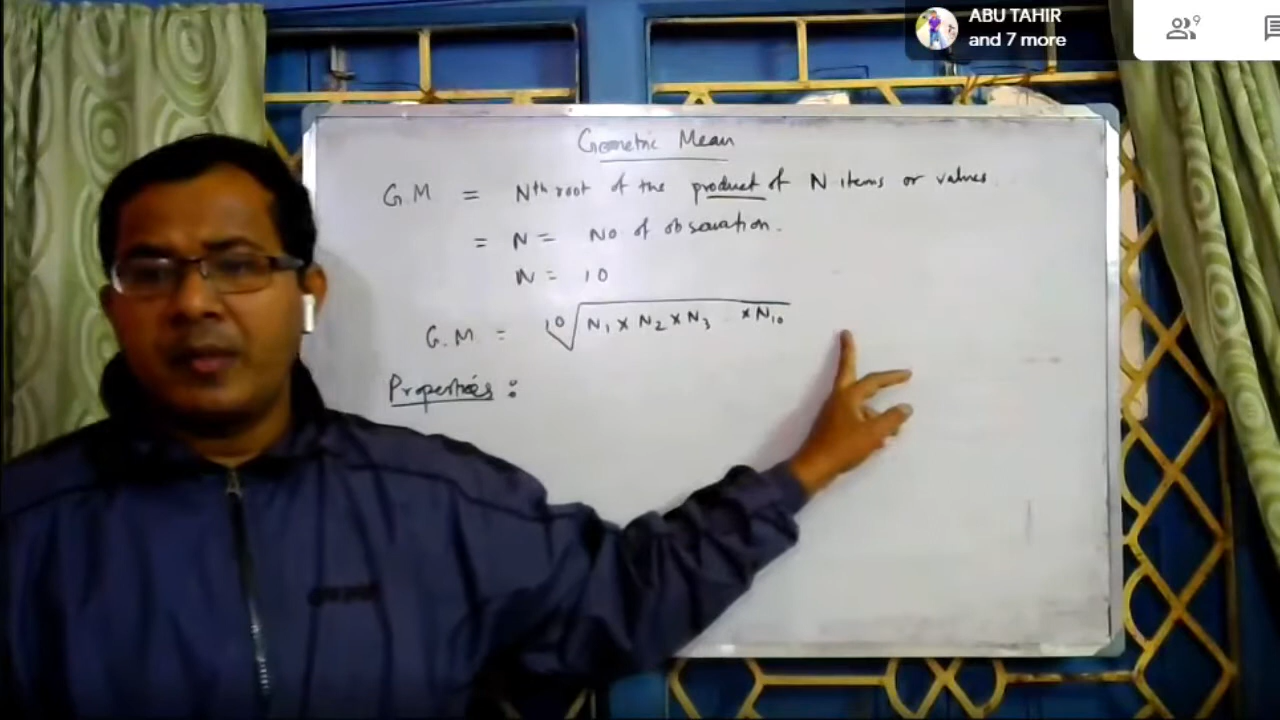 ABU TAHIR
and 7 more
9
Geometric Mean
G.M = Nth root of the product of N items or values.
= N = No of observation.
N = 10
G.M. = 10√N1 × N2 × N3 × N10
Properties :